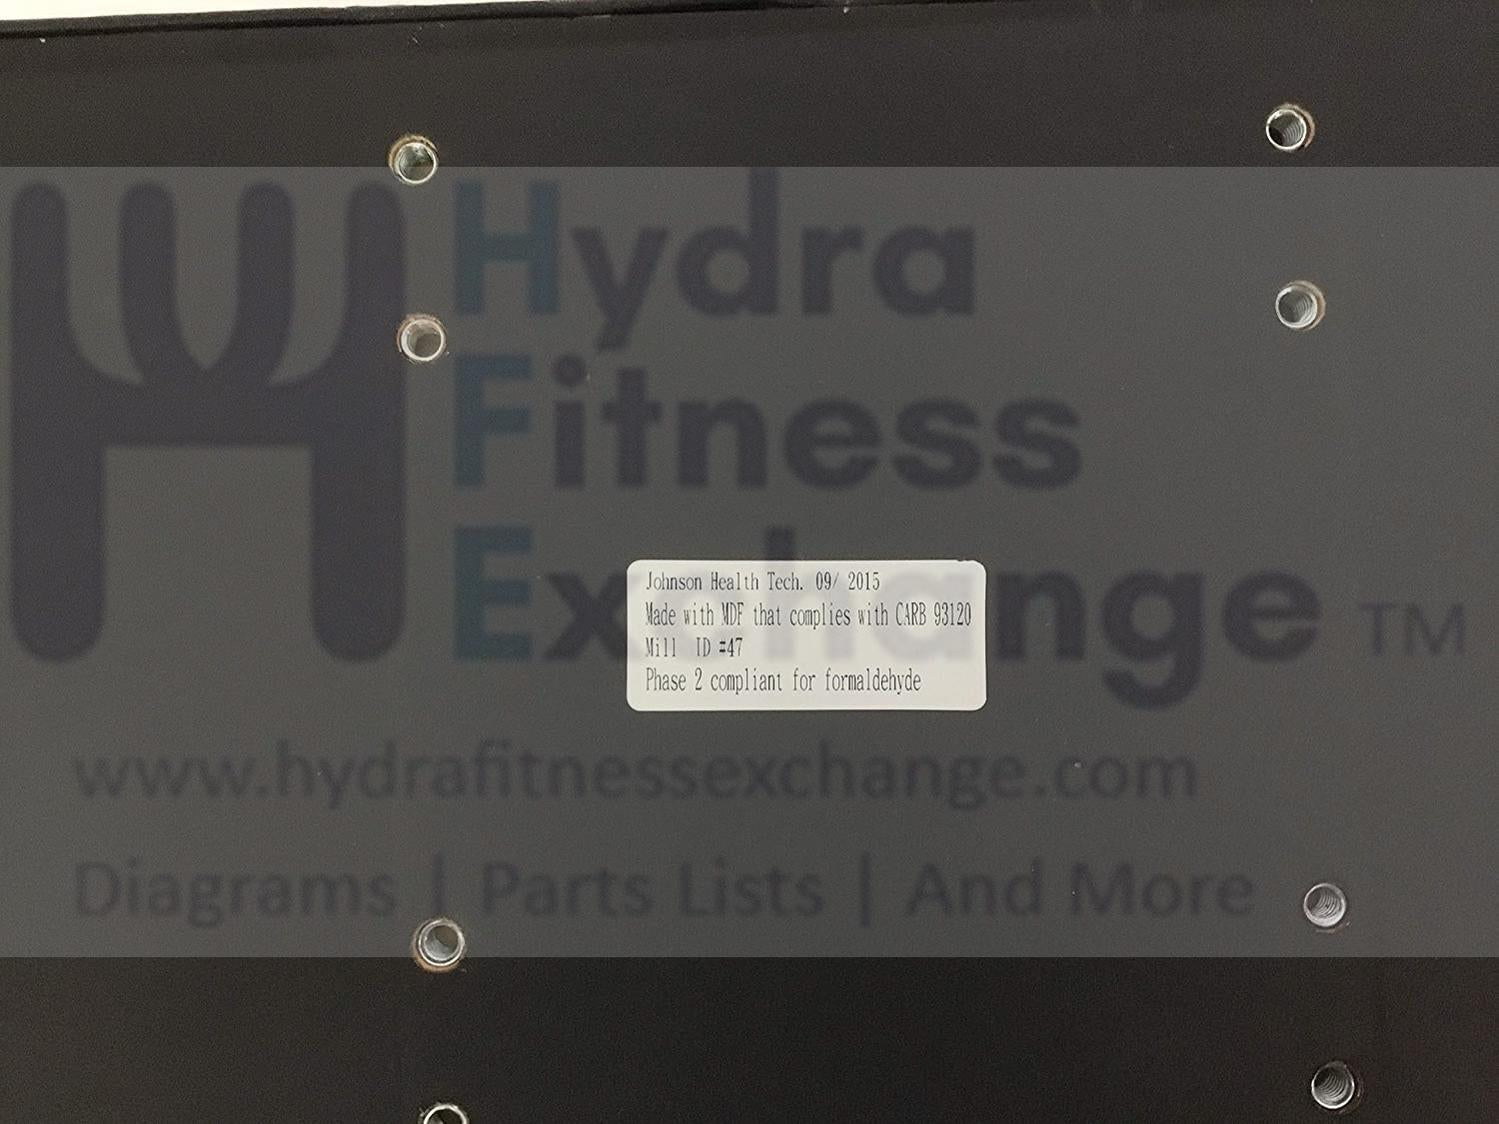 Hydra
Fitness
Exchange TM
Johnson Health Tech. 09/ 2015
Made with MDF that complies with CARB 93120
Mill ID #47
Phase 2 compliant for formaldehyde
www.hydrafitnessexchange.com
Diagrams | Parts Lists | And More